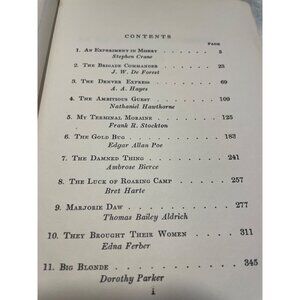 CONTENTS
PAGE
1. AN EXPERIMENT IN MISERY . . . . . . . 3
Stephen Crane
2. THE BRIGADE COMMANDER . . . . . . . 23
J. W. De Forest
3. THE DENVER EXPRESS . . . . . . . . 69
A. A. Hayes
4. THE AMBITIOUS GUEST . . . . . . . . 109
Nathaniel Hawthorne
5. MY TERMINAL MORAINE . . . . . . . . 125
Frank R. Stockton
6. THE GOLD BUG . . . . . . . . . . 183
Edgar Allan Poe
7. THE DAMNED THING . . . . . . . . . 241
Ambrose Bierce
8. THE LUCK OF ROARING CAMP . . . . . . 257
Bret Harte
9. MARJORIE DAW . . . . . . . . . . 277
Thomas Bailey Aldrich
10. THEY BROUGHT THEIR WOMEN . . . . . . 311
Edna Ferber
11. BIG BLONDE . . . . . . . . . . . 345
Dorothy Parker
i